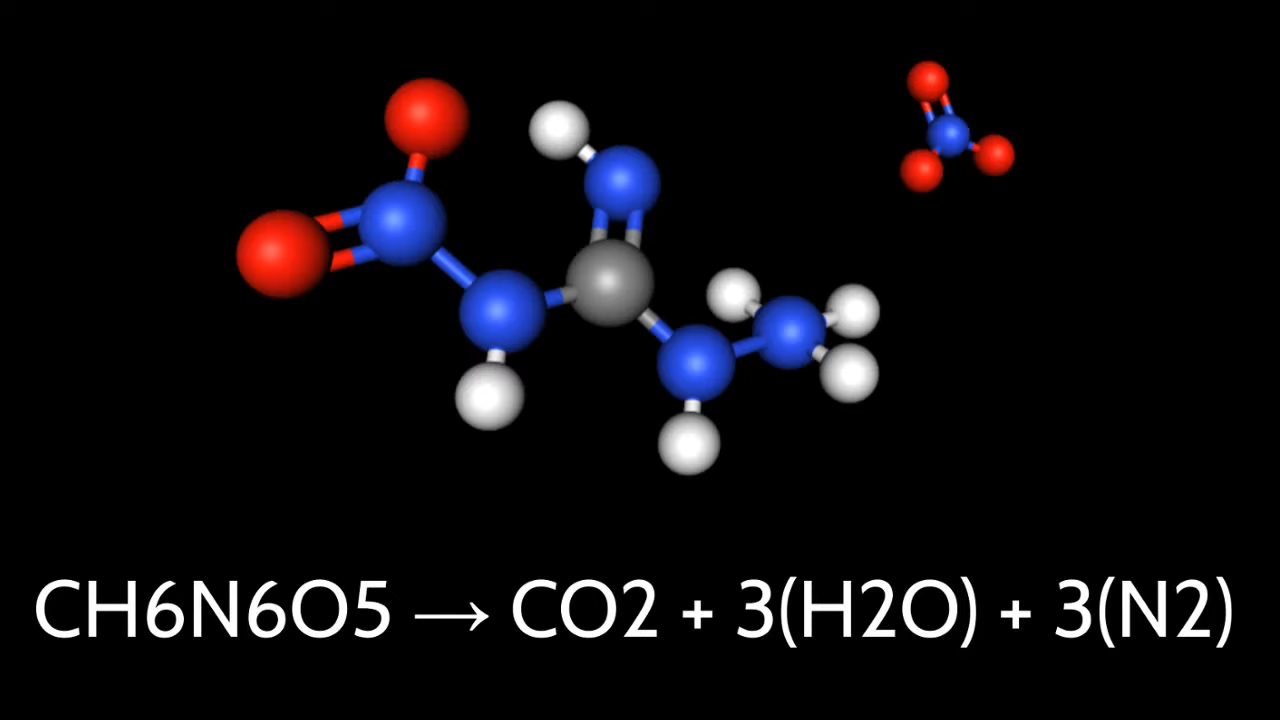 CH6N6O5 → CO2 + 3(H2O) + 3(N2)